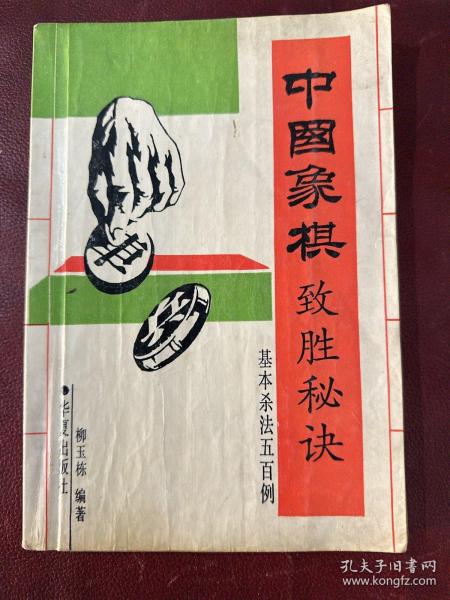 中國象棋 致胜秘诀
基本杀法五百例
柳玉栋 编著
华夏出版社
孔夫子旧书网
www.kongfz.com